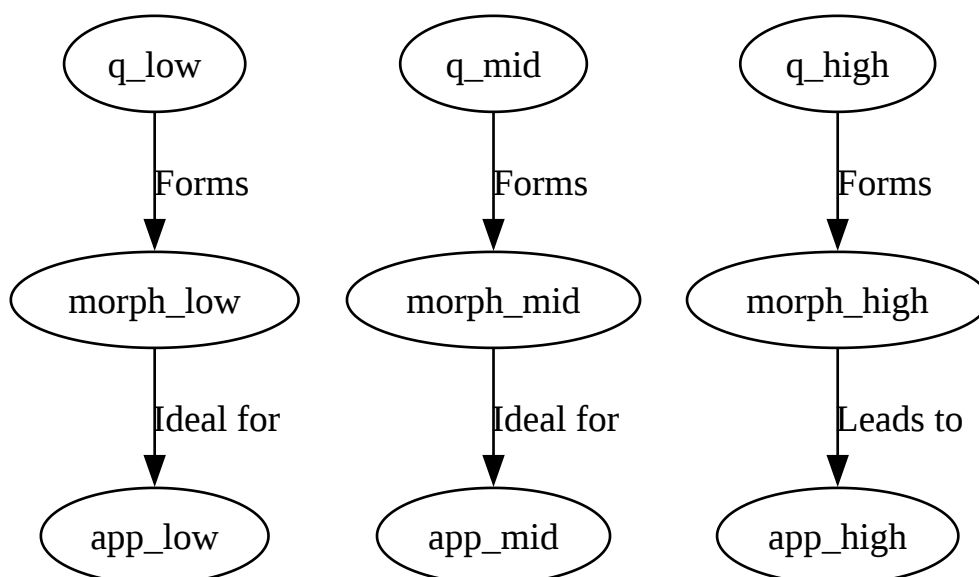 q_low q_mid q_high
Forms Forms Forms
morph_low morph_mid morph_high
Ideal for Ideal for Leads to
app_low app_mid app_high